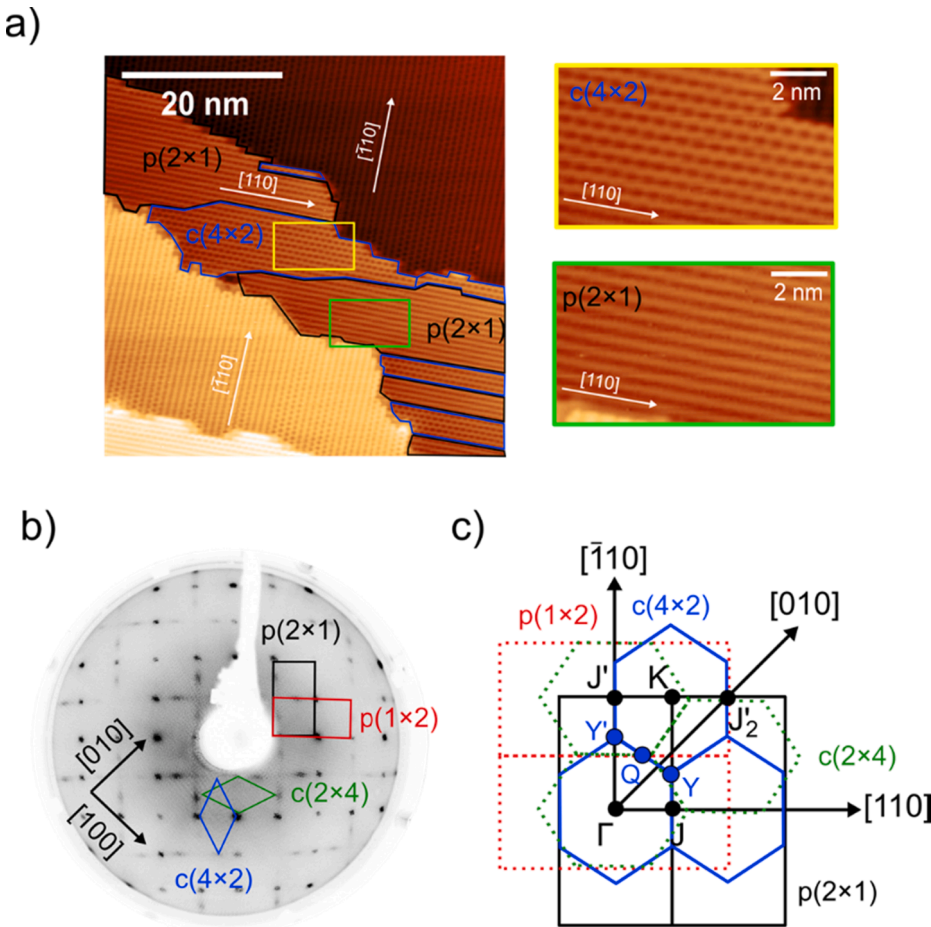 a)
20 nm
[1̄10]
p(2×1)
[110]
c(4×2)
p(2×1)
[1̄10]
c(4×2)
2 nm
[110]
p(2×1)
2 nm
[110]
b)
p(2×1)
p(1×2)
[010]
[100]
c(2×4)
c(4×2)
c)
[1̄10]
p(1×2)
c(4×2)
[010]
J'
K
J'₂
Y'
Q
Y
c(2×4)
Γ
J
[110]
p(2×1)